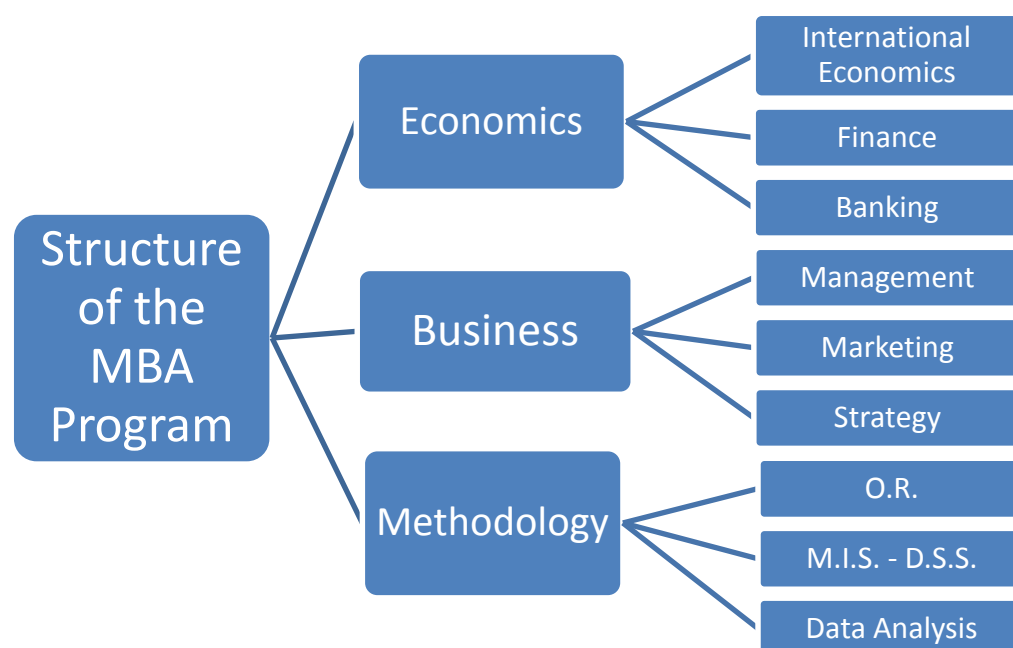 Structure
of the
MBA
Program
Economics
International
Economics
Finance
Banking
Business
Management
Marketing
Strategy
Methodology
O.R.
M.I.S. - D.S.S.
Data Analysis